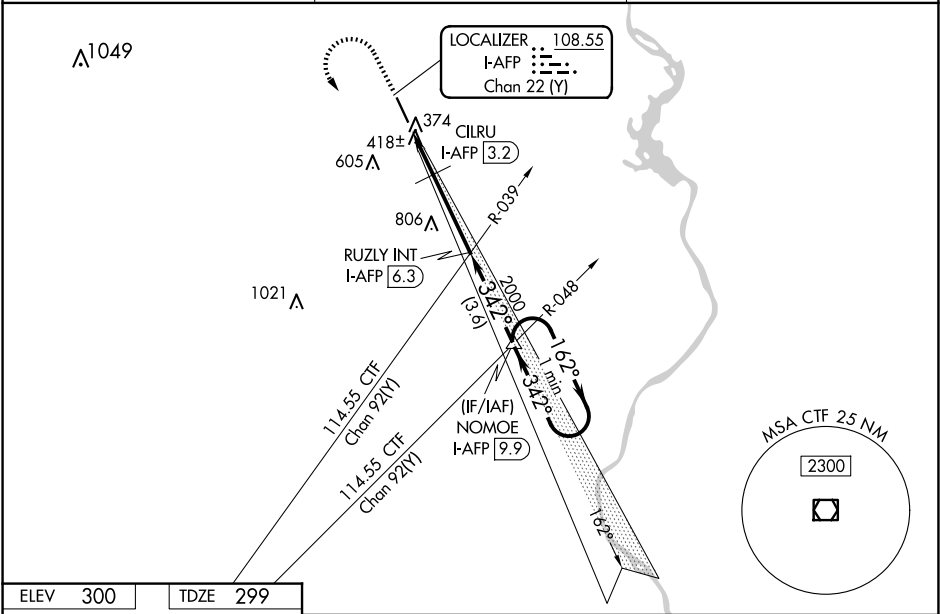 1049
LOCALIZER 108.55
I-AFP
Chan 22 (Y)
374
418±
CILRU
I-AFP 3.2
605
R-039
806
RUZLY INT
I-AFP 6.3
2000
342°
(3.6)
R-048
1021
162°
1 min
342°
(IF/IAF)
NOMOE
I-AFP 9.9
114.55 CTF
Chan 92(Y)
114.55 CTF
Chan 92(Y)
MSA CTF 25 NM
2300
162°
ELEV 300
TDZE 299